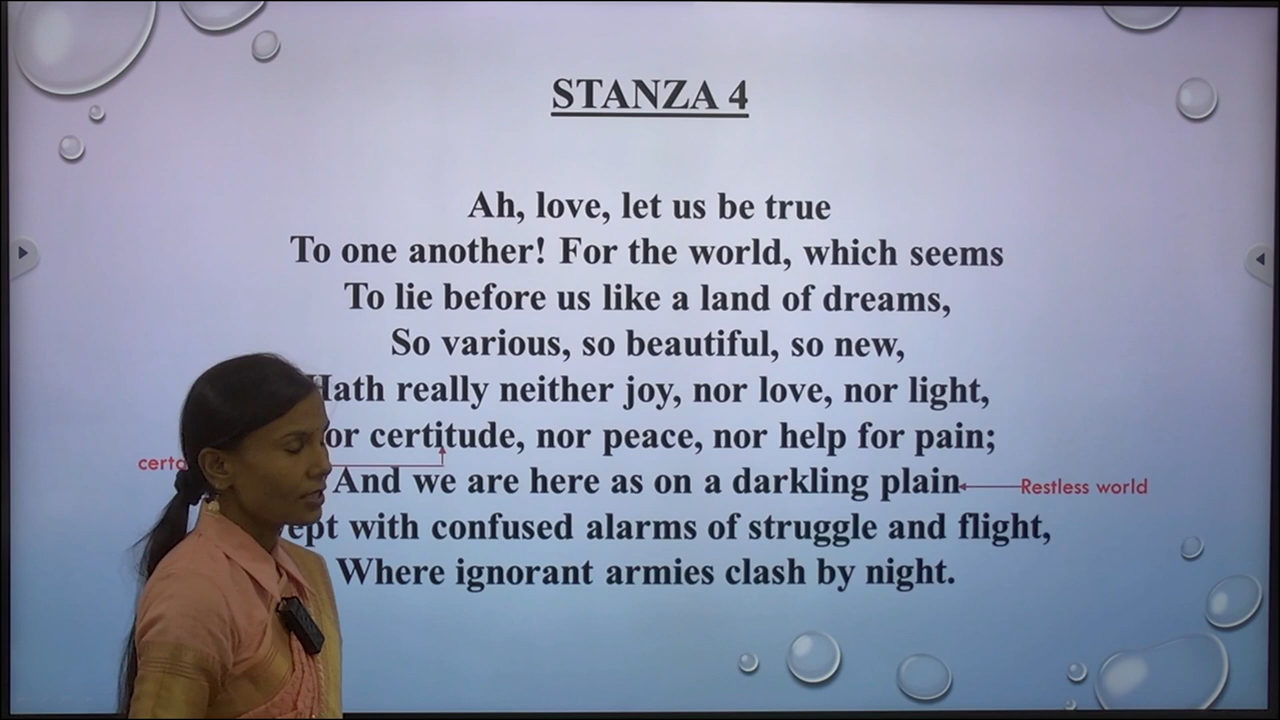 STANZA 4
Ah, love, let us be true
To one another! For the world, which seems
To lie before us like a land of dreams,
So various, so beautiful, so new,
Hath really neither joy, nor love, nor light,
certitude, nor peace, nor help for pain;
And we are here as on a darkling plain
Restless world
with confused alarms of struggle and flight,
Where ignorant armies clash by night.